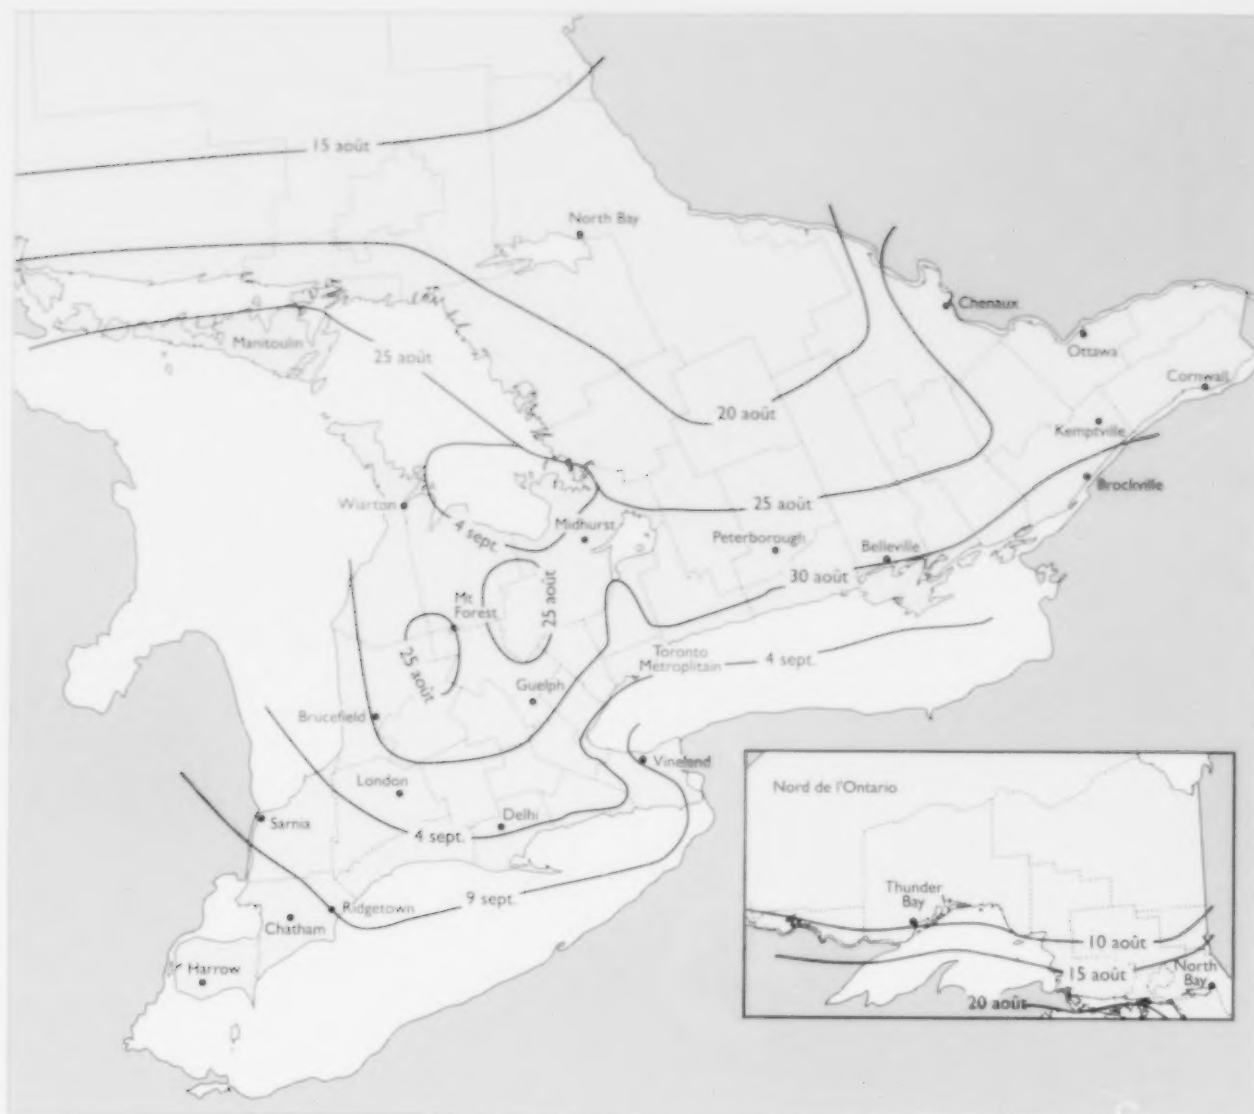 15 août
North Bay
Chenaux
Manitoulin
25 août
Ottawa
Cornwall
20 août
Kemptville
Wiarton
4 sept.
Midhurst
25 août
Brockville
Peterborough
Belleville
30 août
Mt
Forest
25 août
25 août
Toronto
Metroplitain
4 sept.
Guelph
Brucefield
Vineland
London
Sarnia
Delhi
4 sept.
9 sept.
Ridgetown
Chatham
Harrow
Nord de l'Ontario
Thunder
Bay
10 août
15 août
North
Bay
20 août